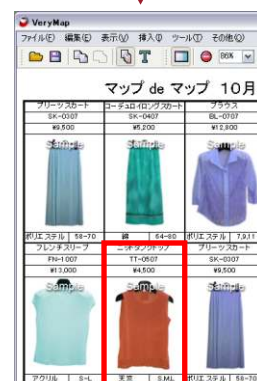 VeryMap
ファイル(F) 編集(E) 表示(V) 挿入(I) ツール(T) その他(O)
86%
マップ de マップ 10月
プリーツスカート コーデュロイロングスカート ブラウス
SK-0307 SK-0407 BL-0707
¥9,500 ¥5,200 ¥12,800
Sample Sample Sample
ポリエステル 58-70 綿 64-80 ポリエステル 7,9,11
フレンチスリーブ ニットタンクトップ プリーツスカート
FN-1007 TT-0507 SK-0307
¥13,000 ¥4,500 ¥9,500
Sample Sample Sample
アクリル S-L 天竺 S,M,L ポリエステル 58-70